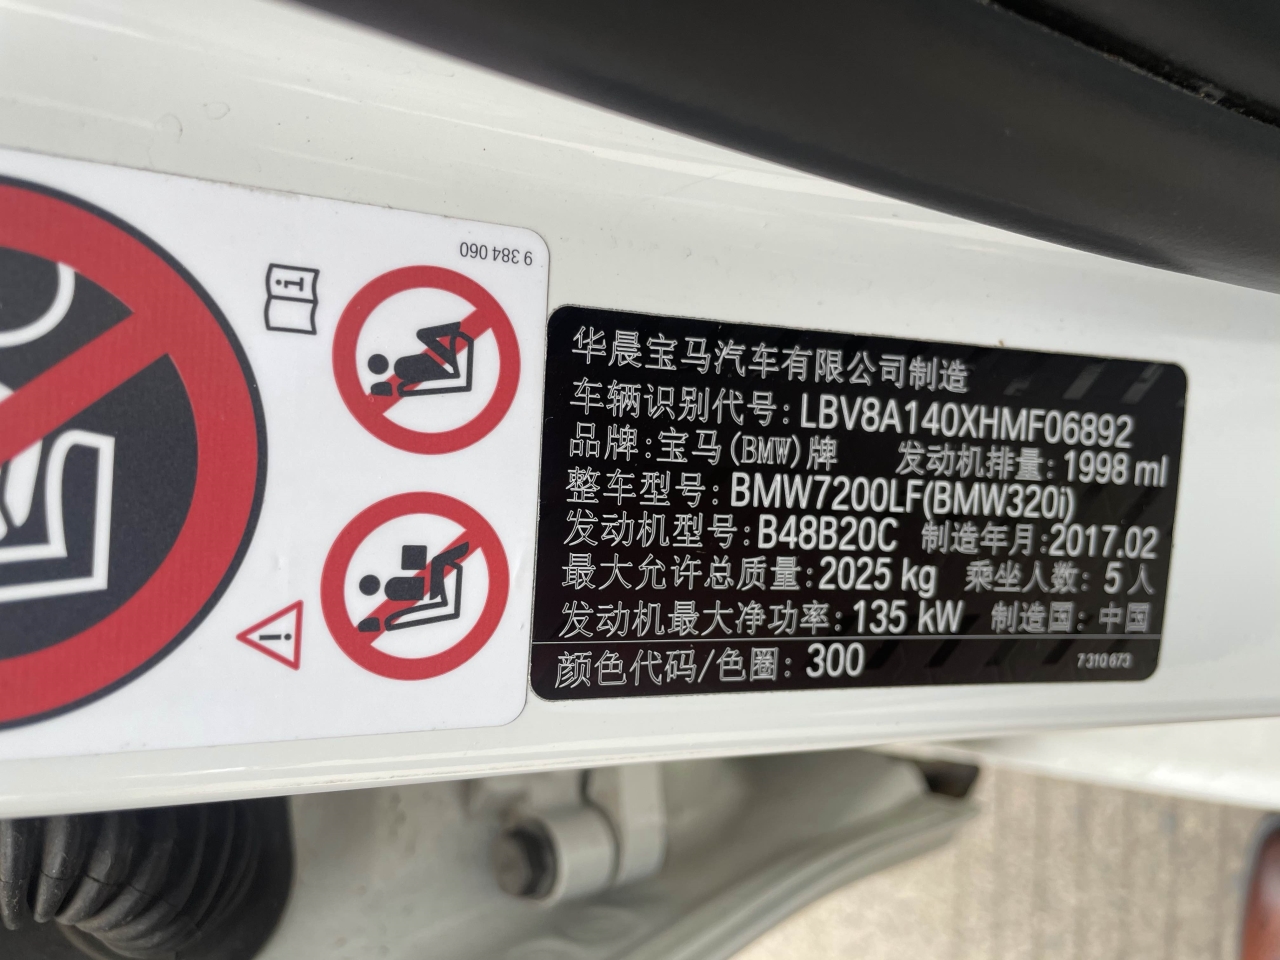 9 384 060
华晨宝马汽车有限公司制造
车辆识别代号: LBV8A140XHMF06892
品牌:宝马(BMW)牌 发动机排量: 1998 ml
整车型号: BMW7200LF(BMW320i)
发动机型号: B48B20C 制造年月:2017.02
最大允许总质量: 2025 kg 乘坐人数: 5 人
发动机最大净功率: 135 kW 制造国: 中国
颜色代码/色圈: 300 7 310 673